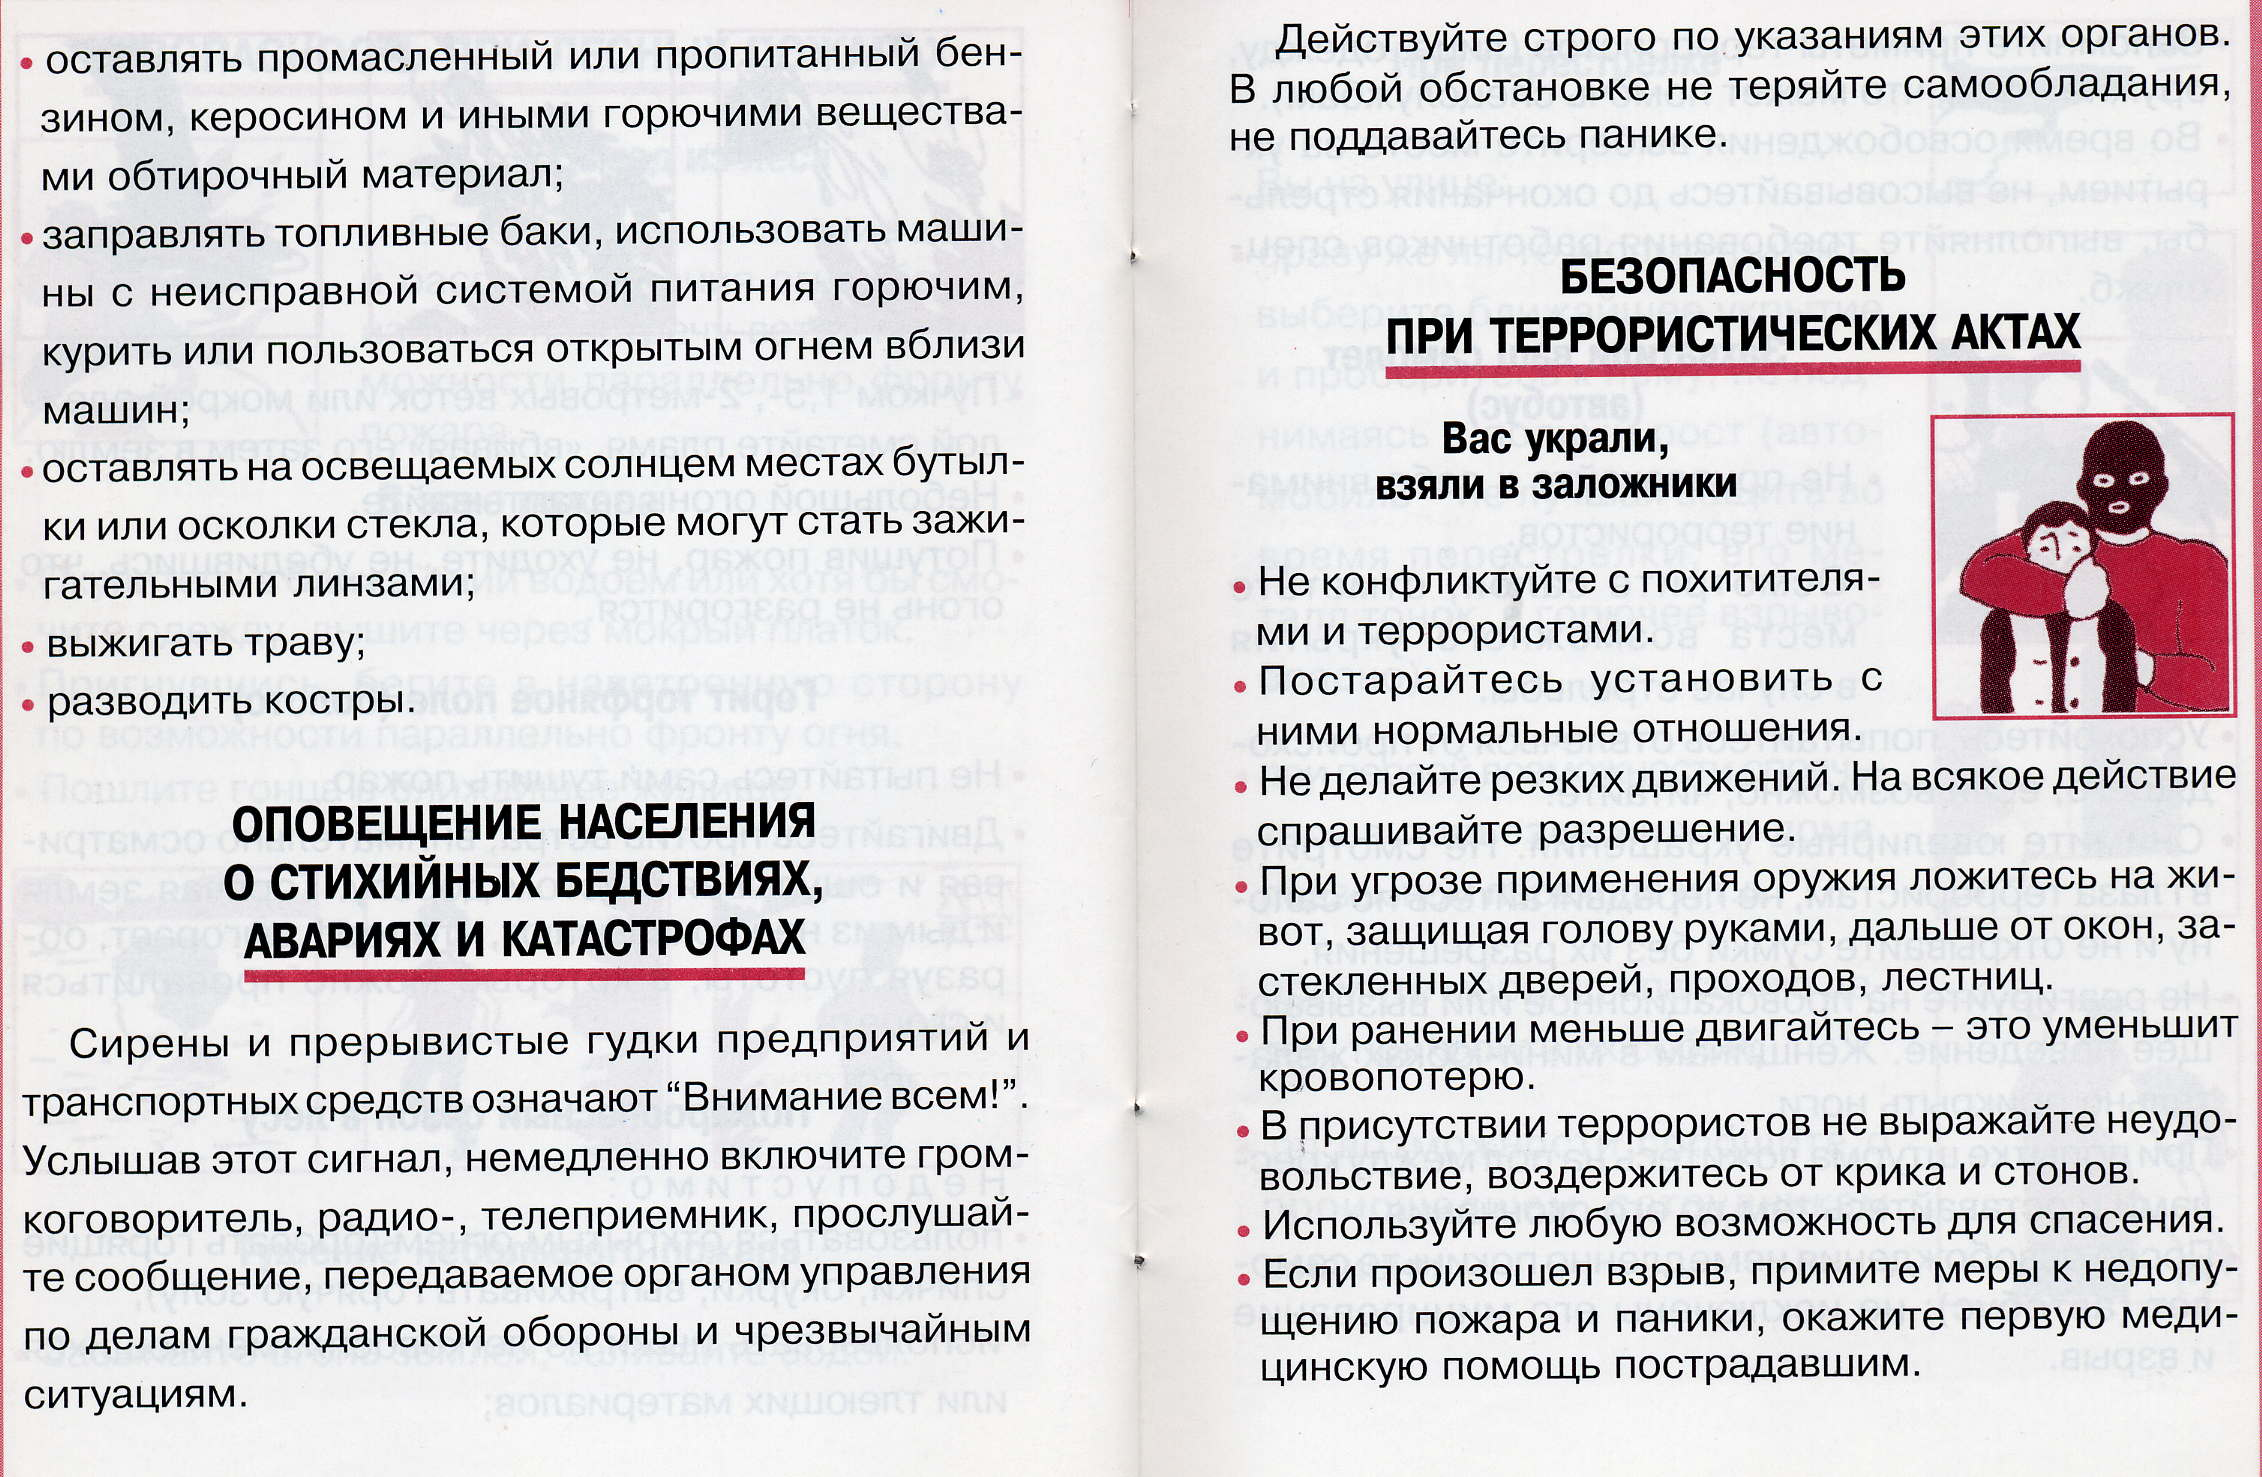 • оставлять промасленный или пропитанный бен-
зином, керосином и иными горючими вещества-
ми обтирочный материал;
• заправлять топливные баки, использовать маши-
ны с неисправной системой питания горючим,
курить или пользоваться открытым огнем вблизи
машин;
• оставлять на освещаемых солнцем местах бутыл-
ки или осколки стекла, которые могут стать зажи-
гательными линзами;
• выжигать траву;
• разводить костры.
ОПОВЕЩЕНИЕ НАСЕЛЕНИЯ
О СТИХИЙНЫХ БЕДСТВИЯХ,
АВАРИЯХ И КАТАСТРОФАХ
Сирены и прерывистые гудки предприятий и
транспортных средств означают “Внимание всем!”.
Услышав этот сигнал, немедленно включите гром-
коговоритель, радио-, телеприемник, прослушай-
те сообщение, передаваемое органом управления
по делам гражданской обороны и чрезвычайным
ситуациям.
Действуйте строго по указаниям этих органов.
В любой обстановке не теряйте самообладания,
не поддавайтесь панике.
БЕЗОПАСНОСТЬ
ПРИ ТЕРРОРИСТИЧЕСКИХ АКТАХ
Вас украли,
взяли в заложники
• Не конфликтуйте с похитителя-
ми и террористами.
• Постарайтесь установить с
ними нормальные отношения.
• Не делайте резких движений. На всякое действие
спрашивайте разрешение.
• При угрозе применения оружия ложитесь на жи-
вот, защищая голову руками, дальше от окон, за-
стекленных дверей, проходов, лестниц.
• При ранении меньше двигайтесь – это уменьшит
кровопотерю.
• В присутствии террористов не выражайте неудо-
вольствие, воздержитесь от крика и стонов.
• Используйте любую возможность для спасения.
• Если произошел взрыв, примите меры к недопу-
щению пожара и паники, окажите первую меди-
цинскую помощь пострадавшим.